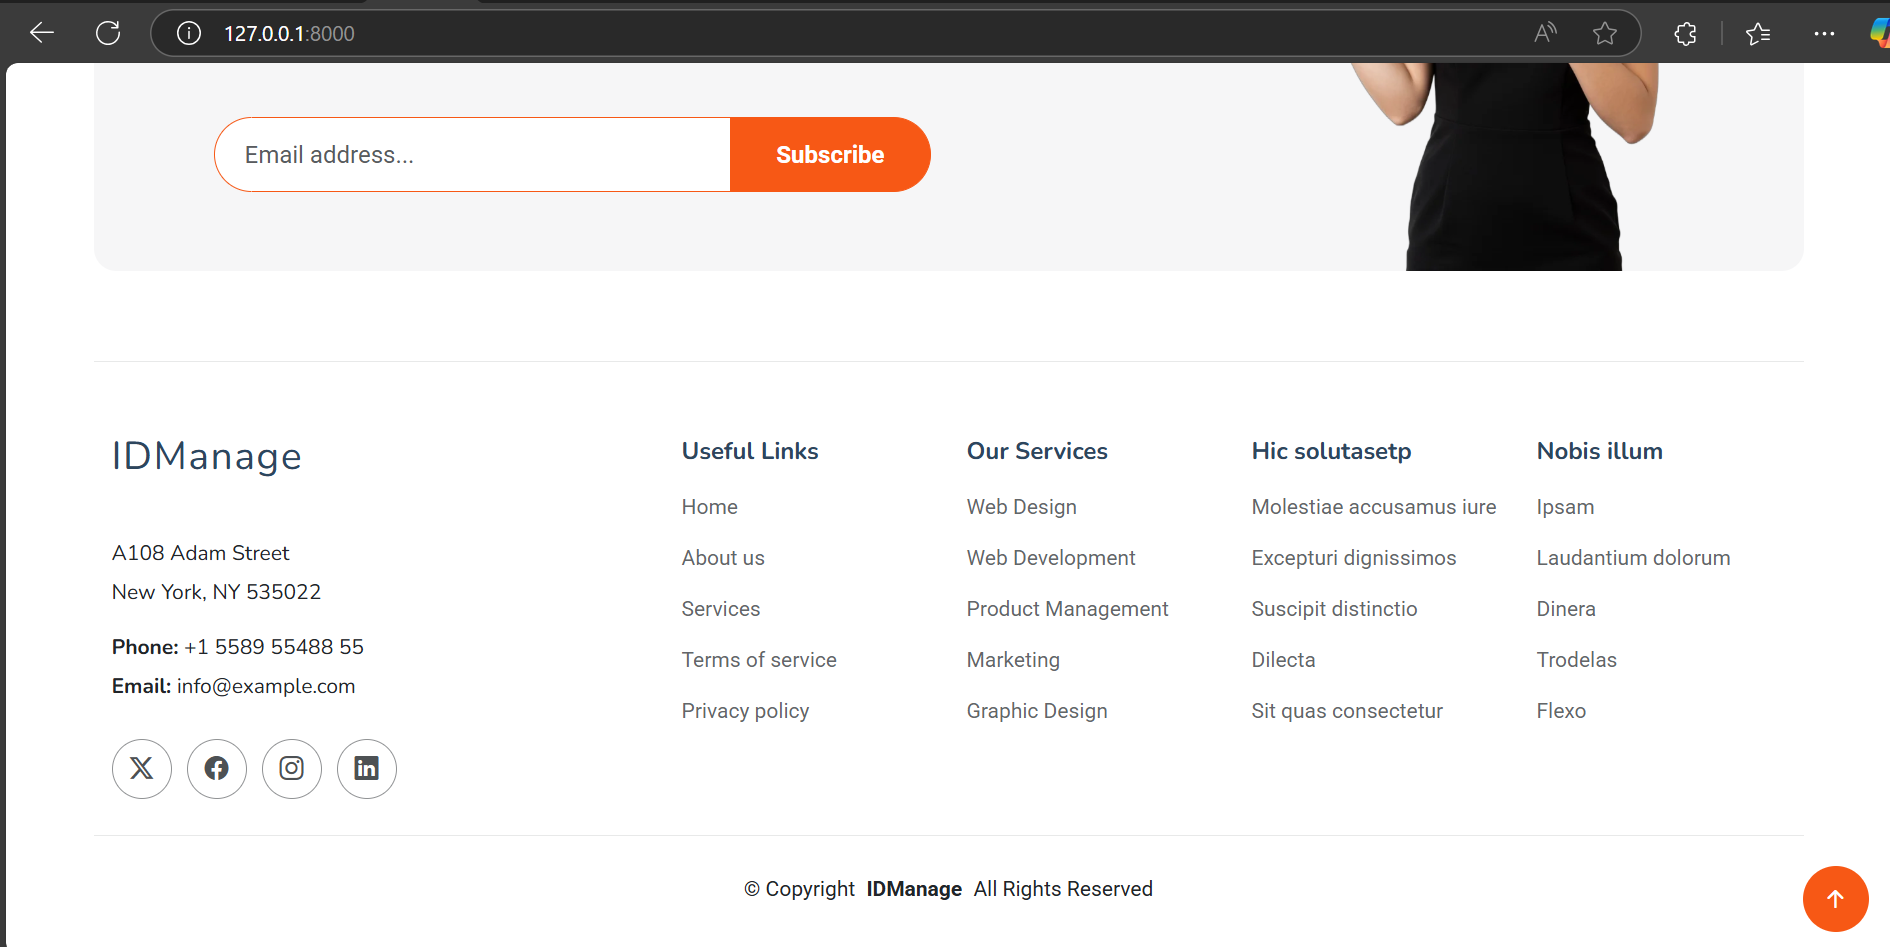 127.0.0.1:8000
Email address...
Subscribe
IDManage
A108 Adam Street
New York, NY 535022
Phone: +1 5589 55488 55
Email: info@example.com
Useful Links
Home
About us
Services
Terms of service
Privacy policy
Our Services
Web Design
Web Development
Product Management
Marketing
Graphic Design
Hic solutasetp
Molestiae accusamus iure
Excepturi dignissimos
Suscipit distinctio
Dilecta
Sit quas consectetur
Nobis illum
Ipsam
Laudantium dolorum
Dinera
Trodelas
Flexo
© Copyright IDManage All Rights Reserved